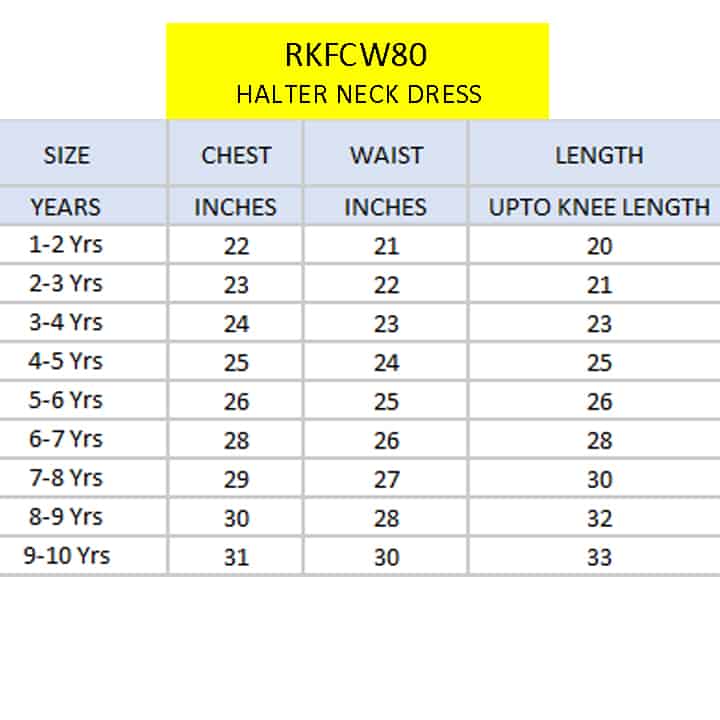 RKFCW80
HALTER NECK DRESS
SIZE CHEST WAIST LENGTH
YEARS INCHES INCHES UPTO KNEE LENGTH
1-2 Yrs 22 21 20
2-3 Yrs 23 22 21
3-4 Yrs 24 23 23
4-5 Yrs 25 24 25
5-6 Yrs 26 25 26
6-7 Yrs 28 26 28
7-8 Yrs 29 27 30
8-9 Yrs 30 28 32
9-10 Yrs 31 30 33